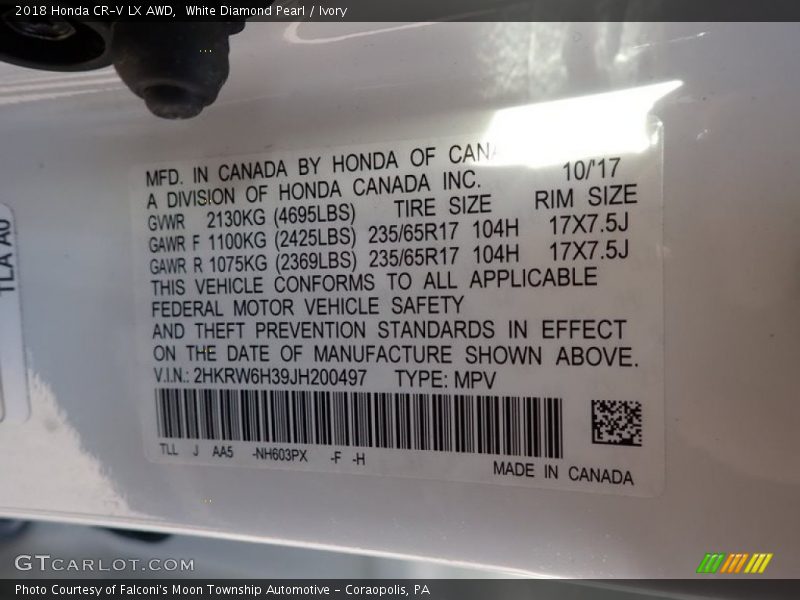 2018 Honda CR-V LX AWD,  White Diamond Pearl / Ivory
TLA A0
MFD. IN CANADA BY HONDA OF
A DIVISION OF HONDA CANADA INC. 10/'17
GVWR 2130KG (4695LBS) TIRE SIZE RIM SIZE
GAWR F 1100KG (2425LBS) 235/65R17 104H 17X7.5J
GAWR R 1075KG (2369LBS) 235/65R17 104H 17X7.5J
THIS VEHICLE CONFORMS TO ALL APPLICABLE
FEDERAL MOTOR VEHICLE SAFETY
AND THEFT PREVENTION STANDARDS IN EFFECT
ON THE DATE OF MANUFACTURE SHOWN ABOVE.
V.I.N.: 2HKRW6H39JH200497 TYPE: MPV
TLL J AA5 -NH603PX -F -H
MADE IN CANADA
GTCARLOT.COM
Photo Courtesy of Falconi's Moon Township Automotive - Coraopolis, PA